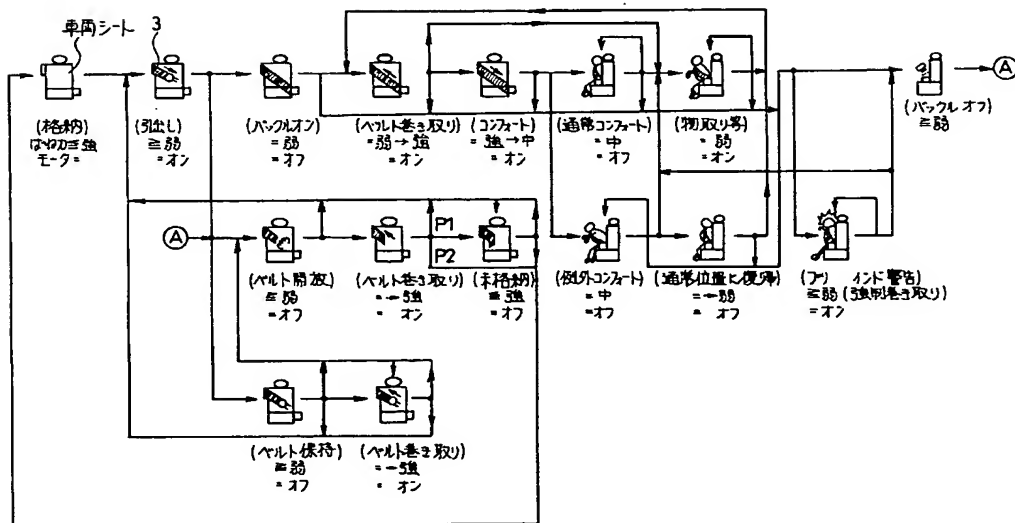 車両シート 3
(格納)
はね力≦強
モータ=
(引出し)
≧弱
=オン
(バックルオン)
=弱
=オフ
(ベルト巻き取り)
=弱→強
=オン
(コンフォート)
=強→中
=オン
(通常コンフォート)
=中
=オフ
(物取り等)
=弱
=オン
(バックルオフ)
≧弱
A
A
P1
P2
(ベルト開放)
≦弱
=オフ
(ベルト巻き取り)
=→強
=オン
(未格納)
≦強
=オフ
(例外コンフォート)
=中
=オフ
(通常位置に復帰)
=→弱
=オフ
インド警告)
≦弱(強制巻き取り)
=オン
(ベルト保持)
≧弱
=オフ
(ベルト巻き取り)
=→強
=オン